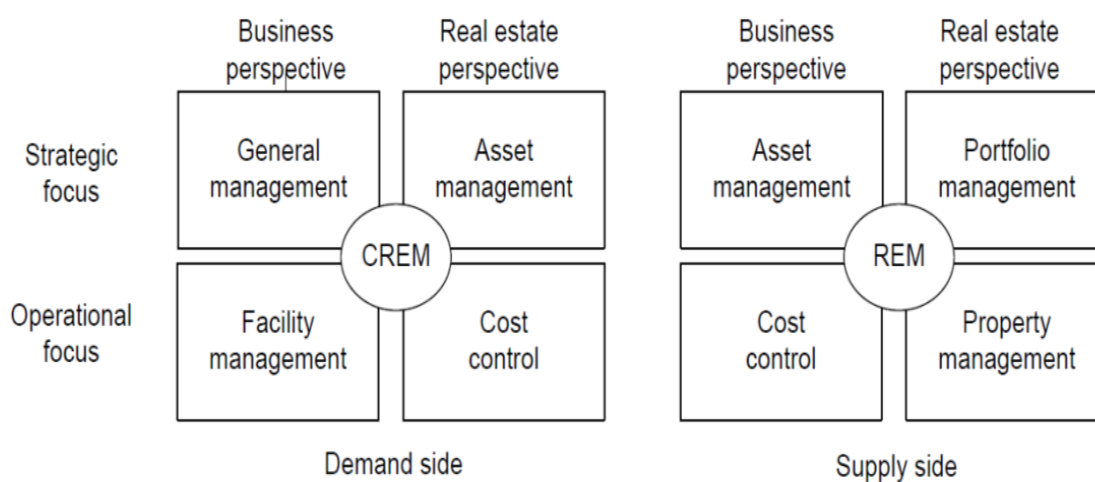 Business
perspective
Real estate
perspective
Business
perspective
Real estate
perspective
Strategic
focus
General
management
Asset
management
Asset
management
Portfolio
management
CREM
REM
Operational
focus
Facility
management
Cost
control
Cost
control
Property
management
Demand side
Supply side